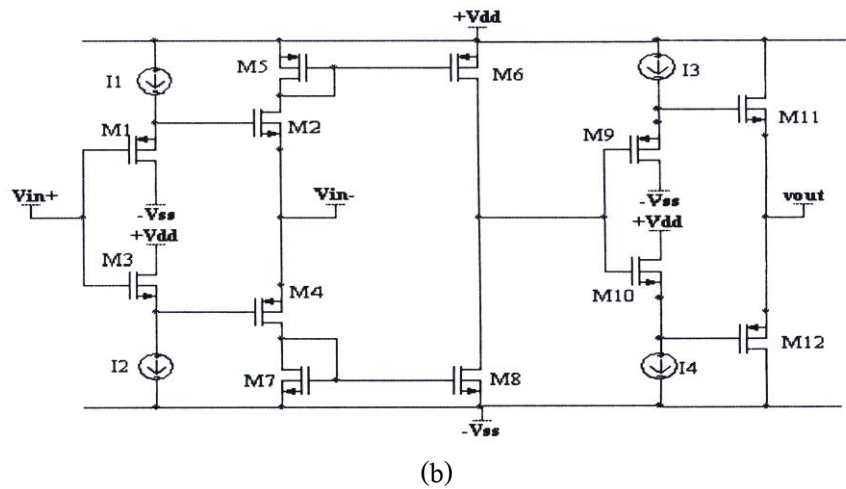 +Vdd
M5
M6
I1
I3
M1
M2
M9
M11
Vin+
Vin-
vout
-Vss
-Vss
+Vdd
+Vdd
M3
M4
M10
M12
I2
M7
M8
I4
-Vss
(b)